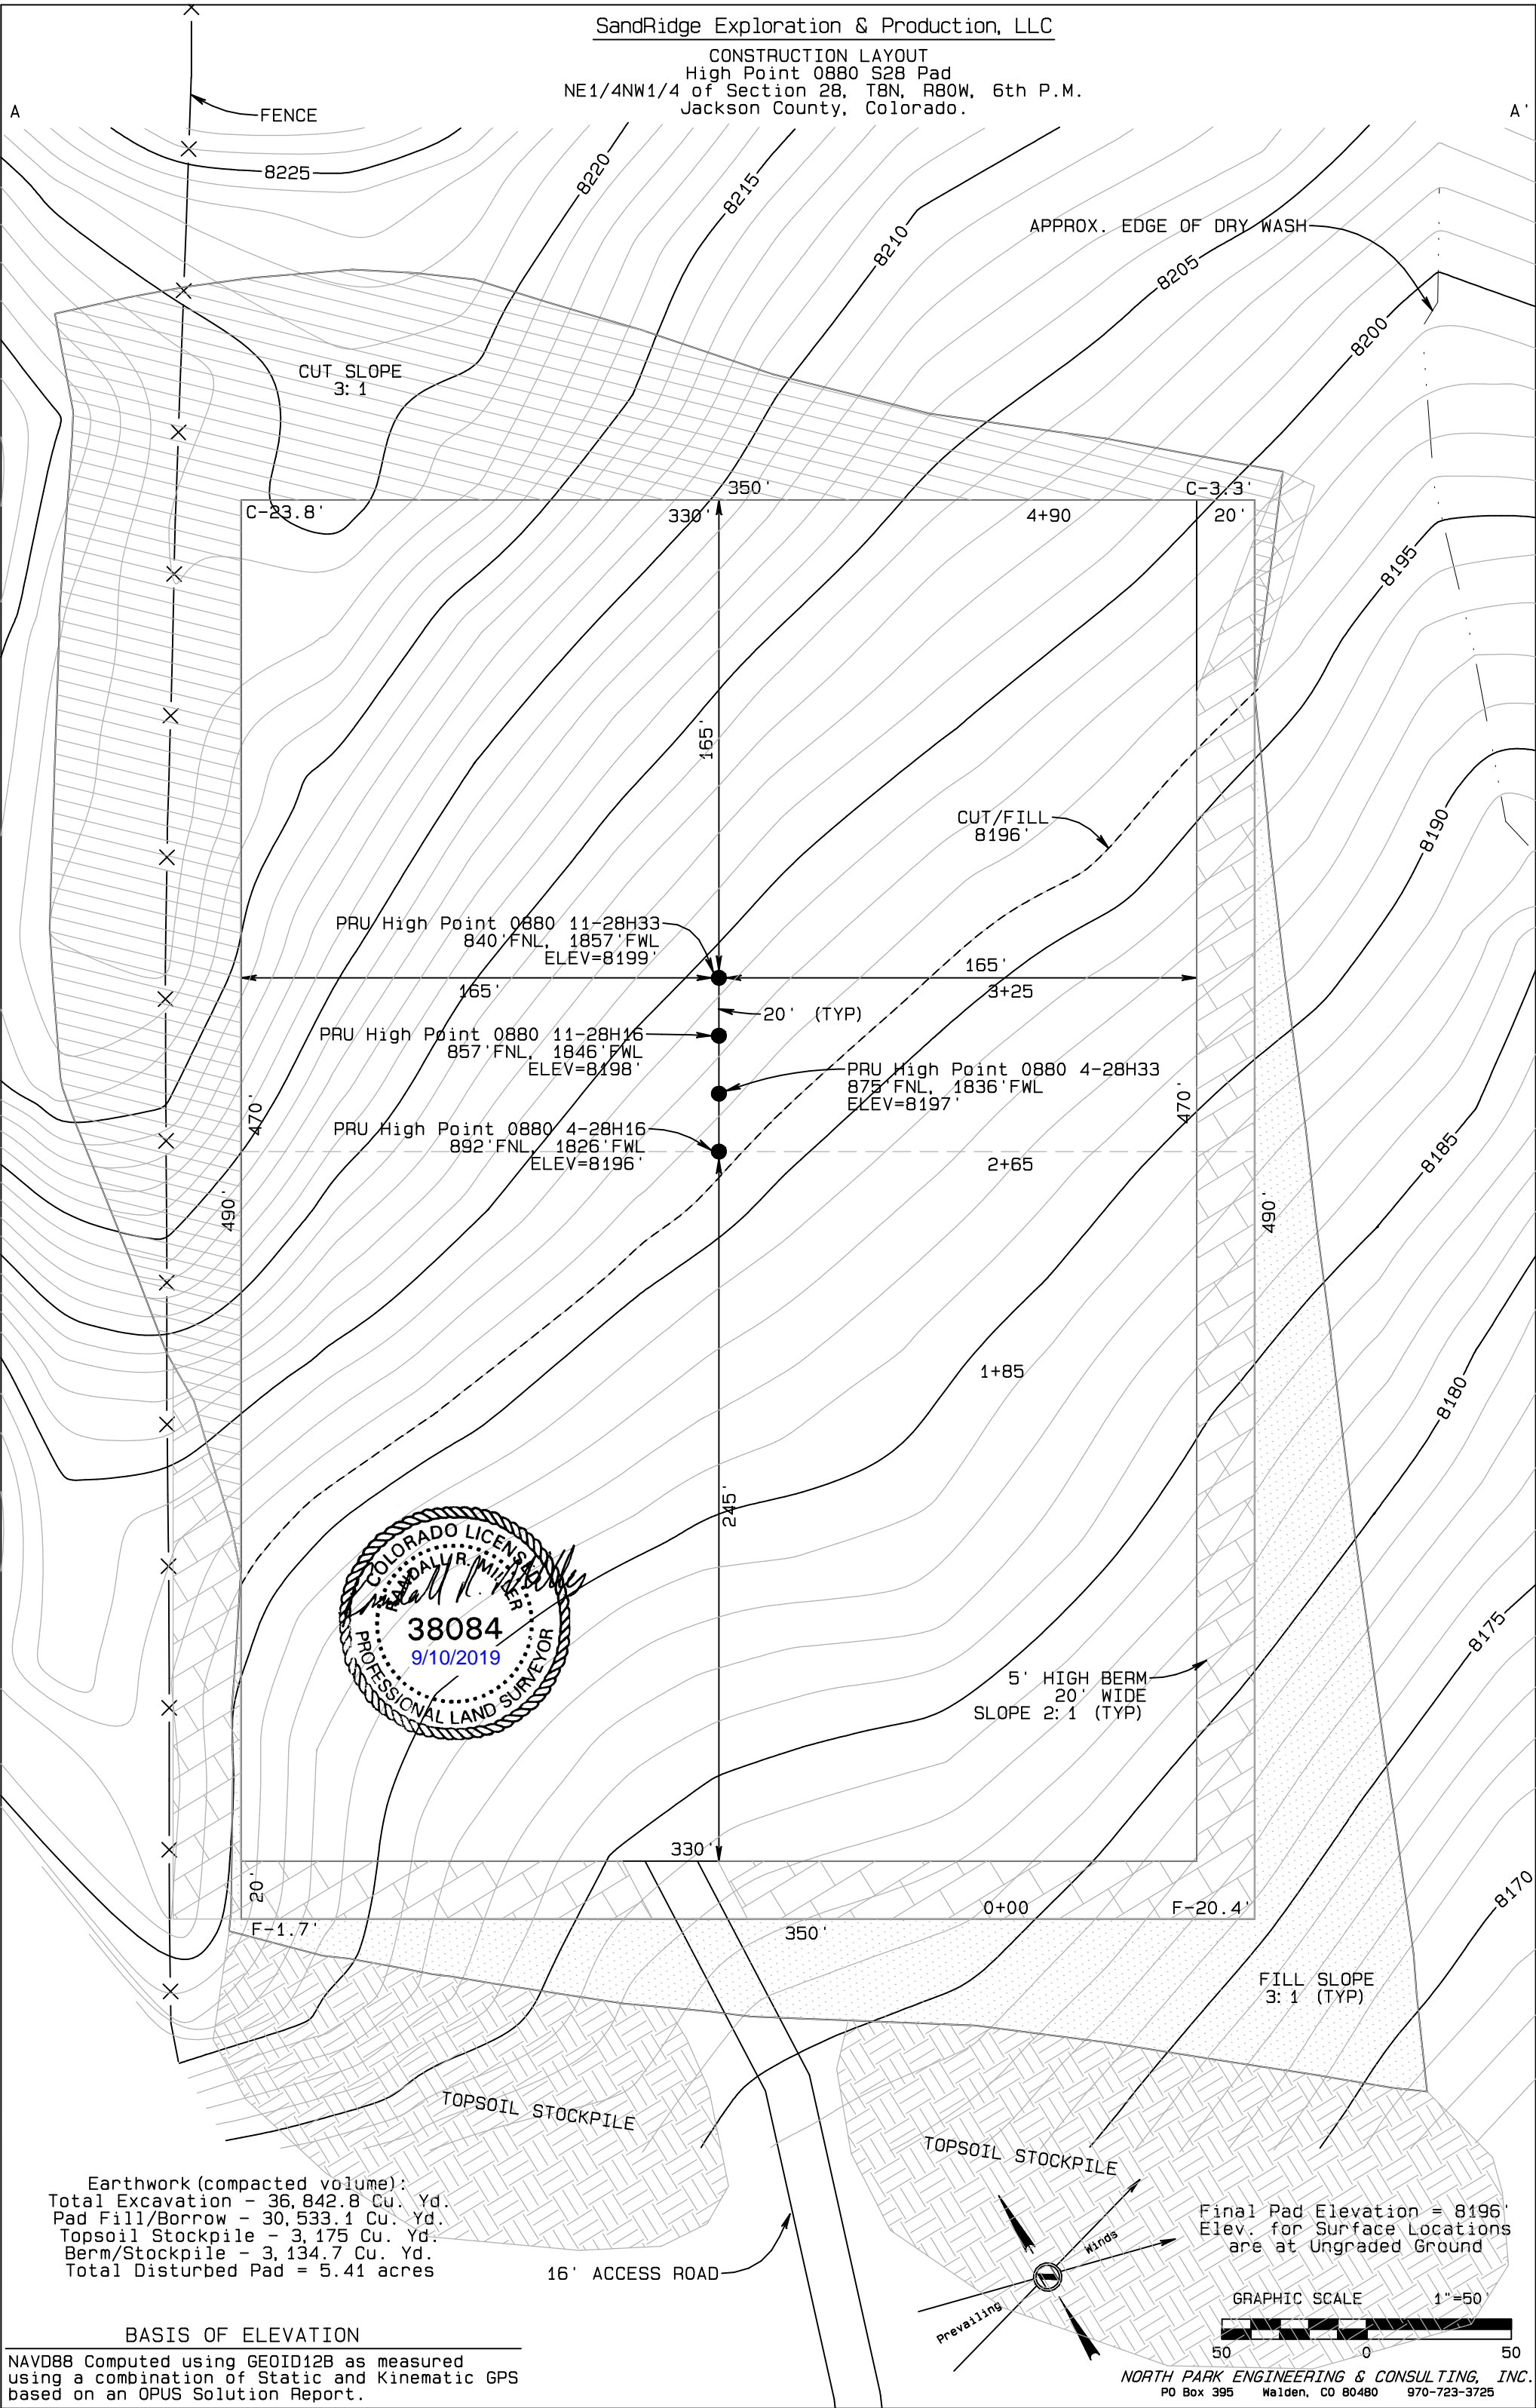 SandRidge Exploration & Production, LLC
CONSTRUCTION LAYOUT
High Point 0880 S28 Pad
NE1/4NW1/4 of Section 28, T8N, R80W, 6th P.M.
Jackson County, Colorado.
A
A'
FENCE
8225
8220
8215
8210
8205
8200
APPROX. EDGE OF DRY WASH
CUT SLOPE
3:1
350'
C-3.3'
C-23.8'
330'
4+90
20'
8195
165'
CUT/FILL
8196'
8190
PRU High Point 0880 11-28H33
840'FNL, 1857'FWL
ELEV=8199'
165'
165'
3+25
20' (TYP)
PRU High Point 0880 11-28H16
857'FNL, 1846'FWL
ELEV=8198'
PRU High Point 0880 4-28H33
875'FNL, 1836'FWL
ELEV=8197'
470'
470'
PRU High Point 0880 4-28H16
892'FNL, 1826'FWL
ELEV=8196'
2+65
8185
490'
490'
1+85
8180
245'
COLORADO LICENSED
RANDALL R. MILLER
38084
9/10/2019
PROFESSIONAL LAND SURVEYOR
8175
5' HIGH BERM
20' WIDE
SLOPE 2:1 (TYP)
330'
20'
0+00
F-20.4'
8170
F-1.7'
350'
FILL SLOPE
3:1 (TYP)
TOPSOIL STOCKPILE
TOPSOIL STOCKPILE
Earthwork (compacted volume):
Total Excavation - 36,842.8 Cu. Yd.
Pad Fill/Borrow - 30,533.1 Cu. Yd.
Topsoil Stockpile - 3,175 Cu. Yd.
Berm/Stockpile - 3,134.7 Cu. Yd.
Total Disturbed Pad = 5.41 acres
16' ACCESS ROAD
Prevailing
Winds
Final Pad Elevation = 8196'
Elev. for Surface Locations
are at Ungraded Ground
GRAPHIC SCALE 1"=50'
50 0 50
BASIS OF ELEVATION
NAVD88 Computed using GEOID12B as measured
using a combination of Static and Kinematic GPS
based on an OPUS Solution Report.
NORTH PARK ENGINEERING & CONSULTING, INC.
PO Box 395 Walden, CO 80480 970-723-3725